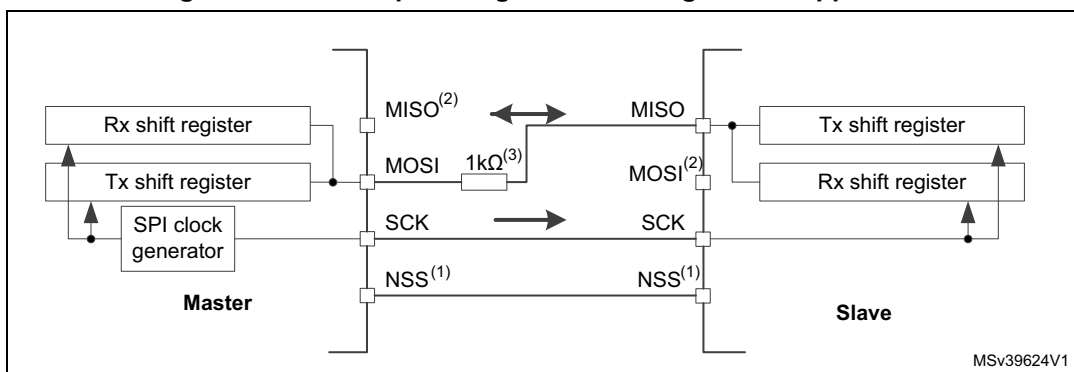 MISO(2)
MISO
Rx shift register
Tx shift register
MOSI
1kΩ(3)
MOSI(2)
Tx shift register
Rx shift register
SPI clock
generator
SCK
SCK
NSS(1)
NSS(1)
Master
Slave
MSv39624V1